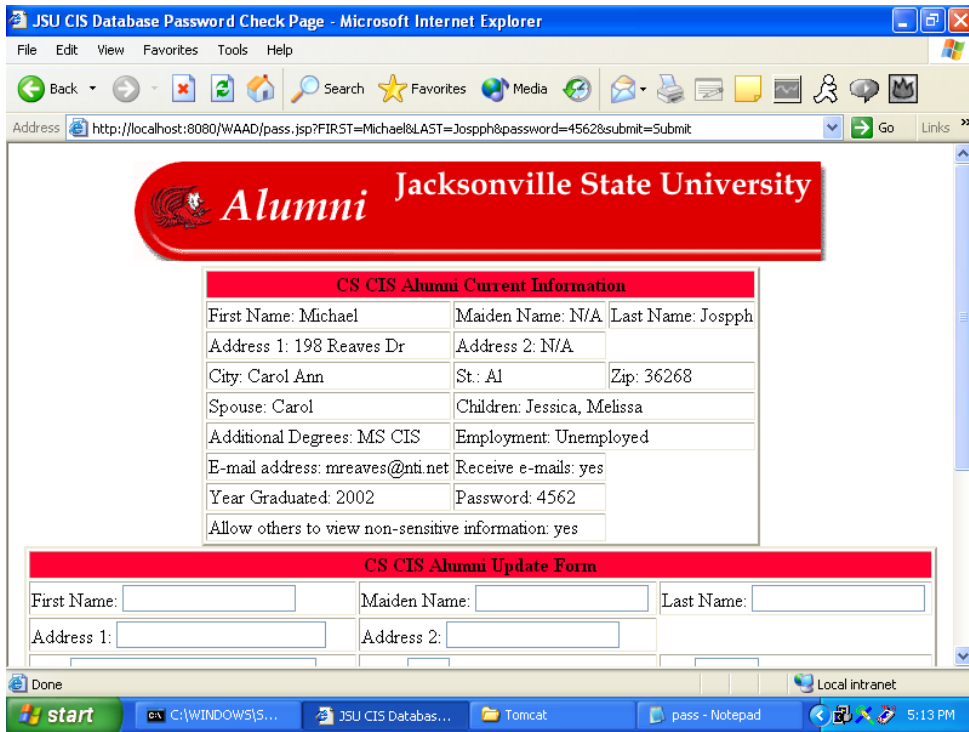 JSU CIS Database Password Check Page - Microsoft Internet Explorer
File Edit View Favorites Tools Help
Back Search Favorites Media
Address http://localhost:8080/WAAD/pass.jsp?FIRST=Michael&LAST=Jospph&password=4562&submit=Submit Go Links »
Alumni Jacksonville State University
CS CIS Alumni Current Information
First Name: Michael Maiden Name: N/A Last Name: Jospph
Address 1: 198 Reaves Dr Address 2: N/A
City: Carol Ann St.: Al Zip: 36268
Spouse: Carol Children: Jessica, Melissa
Additional Degrees: MS CIS Employment: Unemployed
E-mail address: mreaves@nti.net Receive e-mails: yes
Year Graduated: 2002 Password: 4562
Allow others to view non-sensitive information: yes
CS CIS Alumni Update Form
First Name: Maiden Name: Last Name:
Address 1: Address 2:
Done Local intranet
start C:\WINDOWS\S... JSU CIS Databas... Tomcat pass - Notepad 5:13 PM